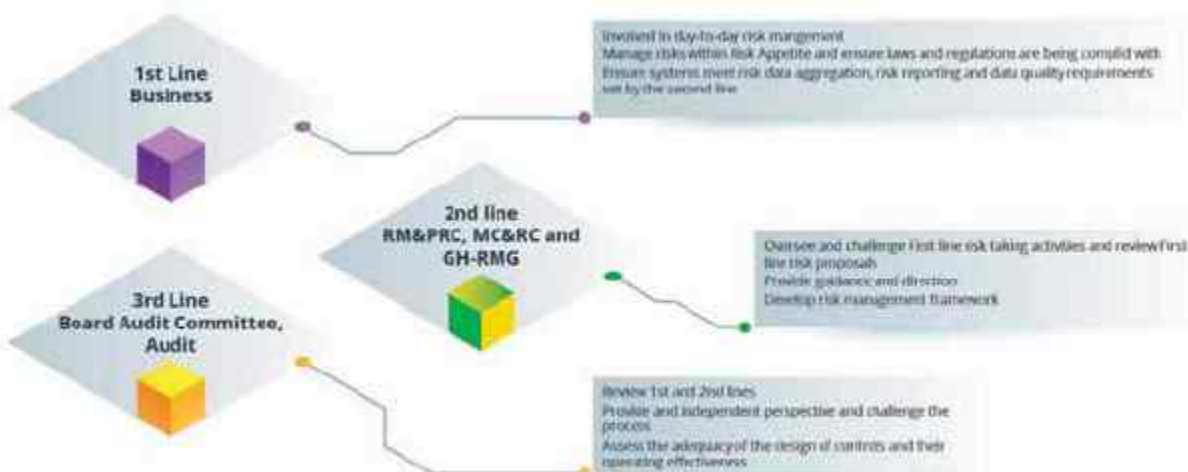 1st Line
Business
Involved in day-to-day risk mangement
Manage risks within Risk Appetite and ensure laws and regulations are being complid with
Ensure systems meet risk data aggregation, risk reporting and data quality requirements
set by the second line
2nd line
RM&PRC, MC&RC and
GH-RMG
Oversee and challenge First line risk taking activities and review First
line risk proposals
Provide guidance and direction
Develop risk management framework
3rd Line
Board Audit Committee,
Audit
Review 1st and 2nd lines
Provide and independent perspective and challenge the
process
Assess the adequacy of the design of controls and their
operating effectiveness